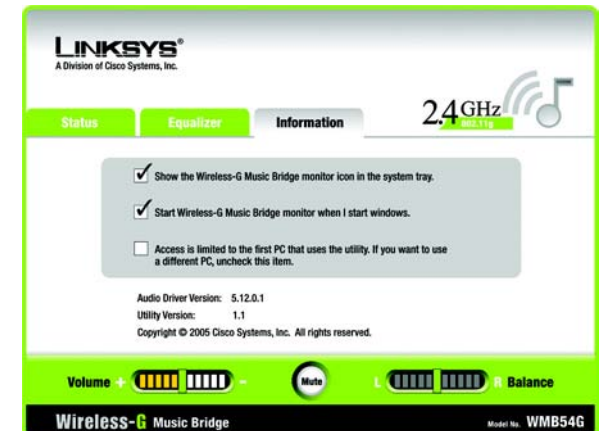 LINKSYS®
A Division of Cisco Systems, Inc.
2.4 GHz
802.11g
Status Equalizer Information
Show the Wireless-G Music Bridge monitor icon in the system tray.
Start Wireless-G Music Bridge monitor when I start windows.
Access is limited to the first PC that uses the utility. If you want to use
a different PC, uncheck this item.
Audio Driver Version: 5.12.0.1
Utility Version: 1.1
Copyright © 2005 Cisco Systems, Inc. All rights reserved.
Volume + - Mute L R Balance
Wireless-G Music Bridge Model No. WMB54G